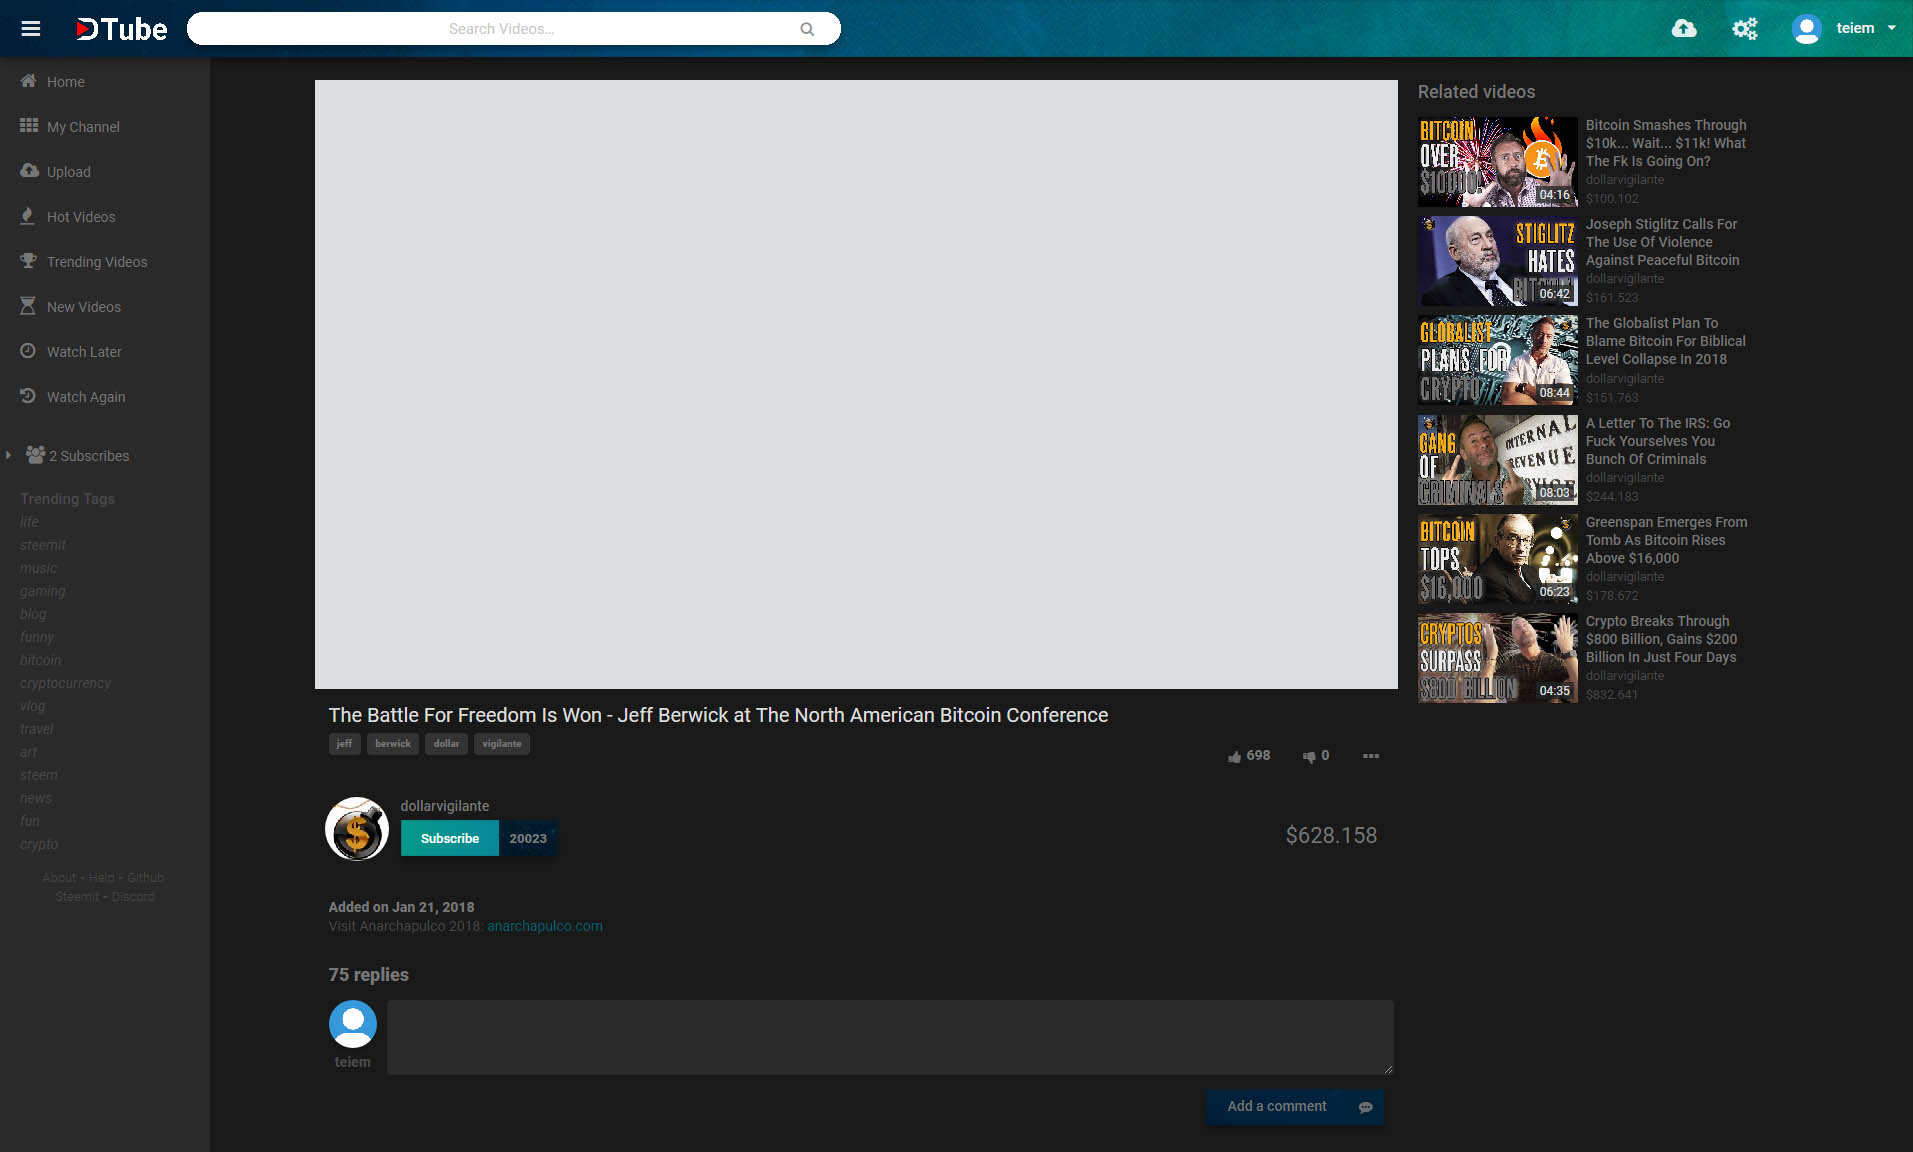 DTube
Search Videos...
teiem
Home
My Channel
Upload
Hot Videos
Trending Videos
New Videos
Watch Later
Watch Again
2 Subscribes
Trending Tags
life
steemit
music
gaming
blog
funny
bitcoin
cryptocurrency
vlog
travel
art
steem
news
fun
crypto
About - Help - Github
Steemit - Discord
The Battle For Freedom Is Won - Jeff Berwick at The North American Bitcoin Conference
jeff berwick dollar vigilante
698 0
dollarvigilante
Subscribe 20023
$628.158
Added on Jan 21, 2018
Visit Anarchapulco 2018: anarchapulco.com
75 replies
teiem
Add a comment
Related videos
BITCOIN
OVER
$10000!
04:16
Bitcoin Smashes Through
$10k... Wait... $11k! What
The Fk Is Going On?
dollarvigilante
$100.102
STIGLITZ
HATES
BITCOIN
06:42
Joseph Stiglitz Calls For
The Use Of Violence
Against Peaceful Bitcoin
dollarvigilante
$161.523
GLOBALIST
PLANS FOR
CRYPTO
08:44
The Globalist Plan To
Blame Bitcoin For Biblical
Level Collapse In 2018
dollarvigilante
$151.763
GANG
OF
CRIMINALS
INTERNAL
REVENUE
08:03
A Letter To The IRS: Go
Fuck Yourselves You
Bunch Of Criminals
dollarvigilante
$244.183
BITCOIN
TOPS
$16,000
06:23
Greenspan Emerges From
Tomb As Bitcoin Rises
Above $16,000
dollarvigilante
$178.672
CRYPTOS
SURPASS
$800 BILLION
04:35
Crypto Breaks Through
$800 Billion, Gains $200
Billion In Just Four Days
dollarvigilante
$832.641